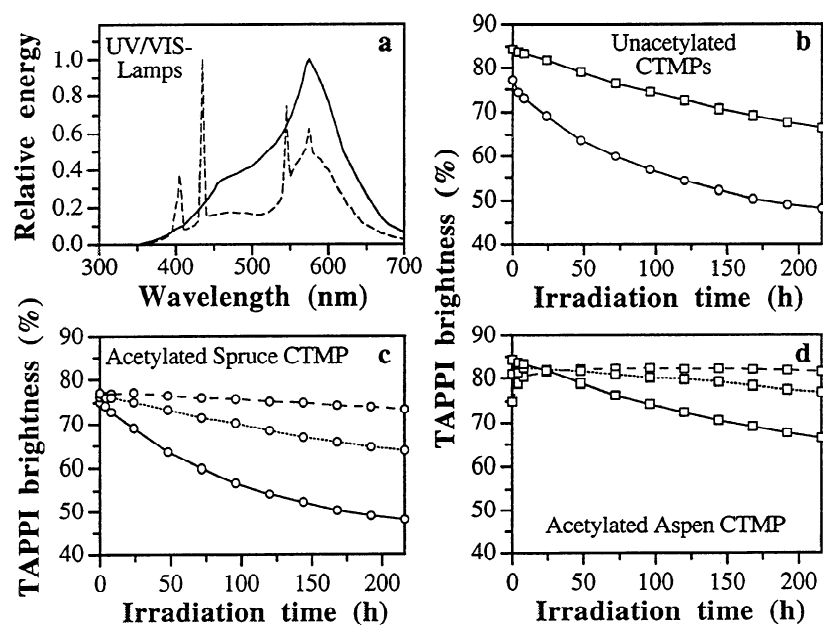 UV/VIS-
Lamps
a
Relative energy
1.0
0.8
0.6
0.4
0.2
0.0
300 400 500 600 700
Wavelength (nm)
Unacetylated
CTMPs
b
TAPPI brightness (%)
90
80
70
60
50
40
0 50 100 150 200
Irradiation time (h)
Acetylated Spruce CTMP
c
TAPPI brightness (%)
90
80
70
60
50
40
0 50 100 150 200
Irradiation time (h)
d
90
80
70
60
50
40
Acetylated Aspen CTMP
0 50 100 150 200
Irradiation time (h)